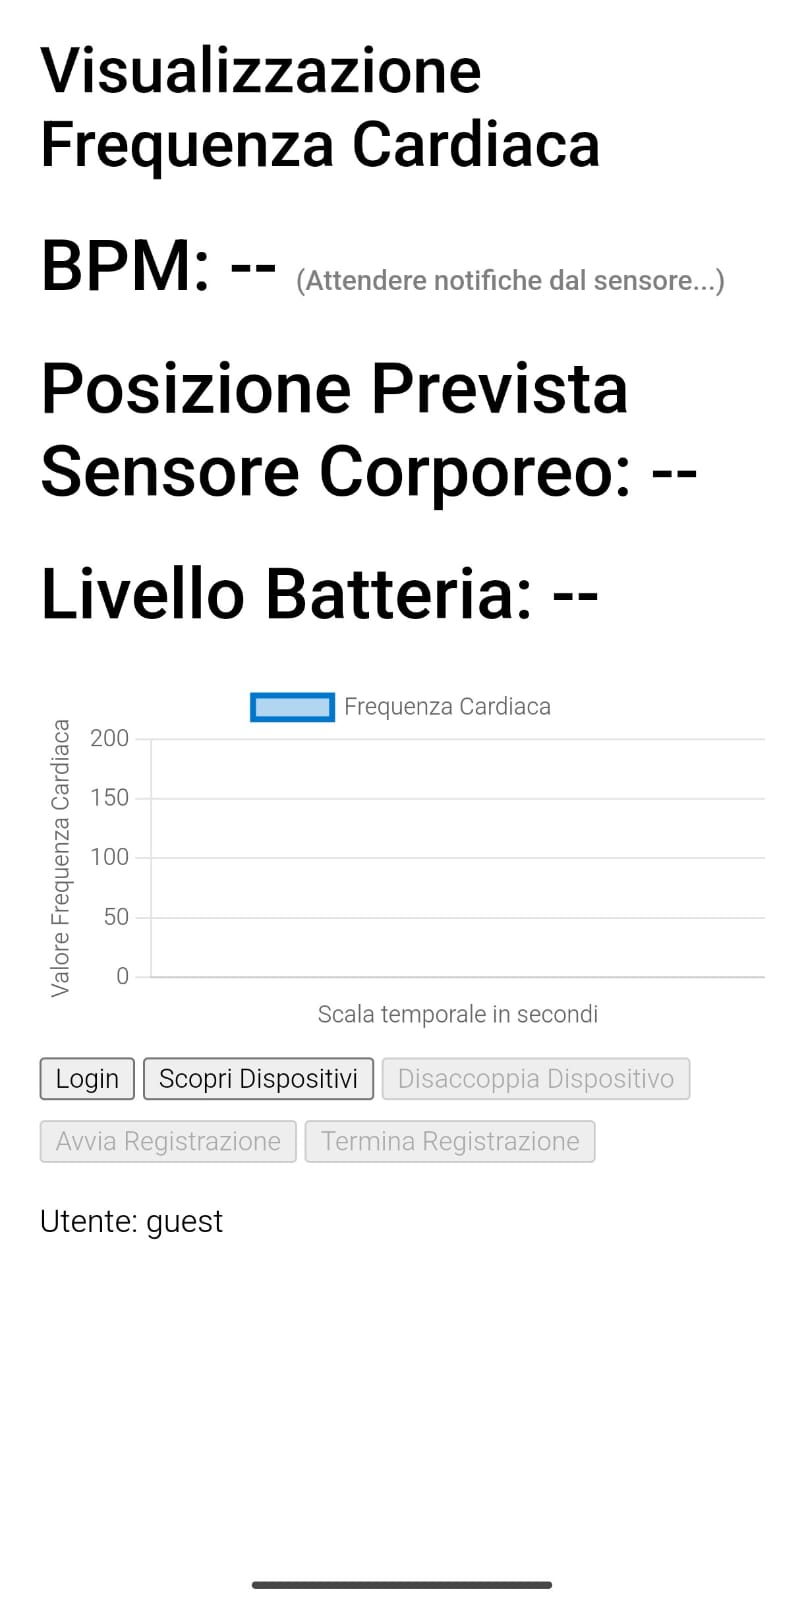 Visualizzazione
Frequenza Cardiaca
BPM: -- (Attendere notifiche dal sensore...)
Posizione Prevista
Sensore Corporeo: --
Livello Batteria: --
Frequenza Cardiaca
Valore Frequenza Cardiaca
200
150
100
50
0
Scala temporale in secondi
Login Scopri Dispositivi Disaccoppia Dispositivo
Avvia Registrazione Termina Registrazione
Utente: guest